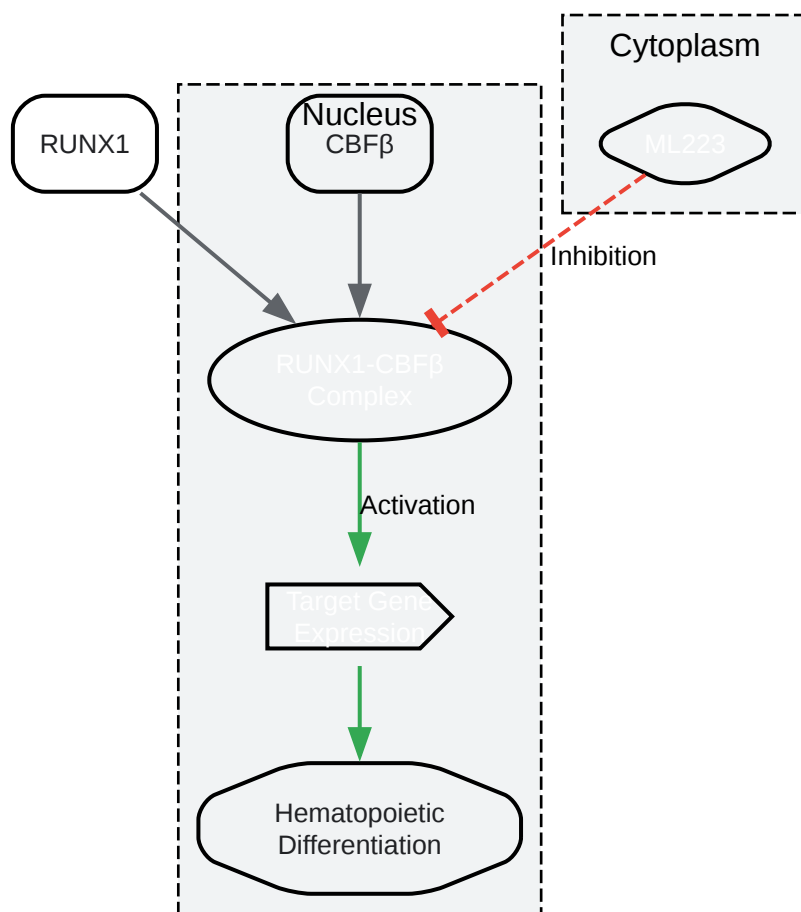 Cytoplasm
Nucleus
RUNX1
CBFβ
ML223
Inhibition
RUNX1-CBFβ
Complex
Activation
Target Gene
Expression
Hematopoietic
Differentiation